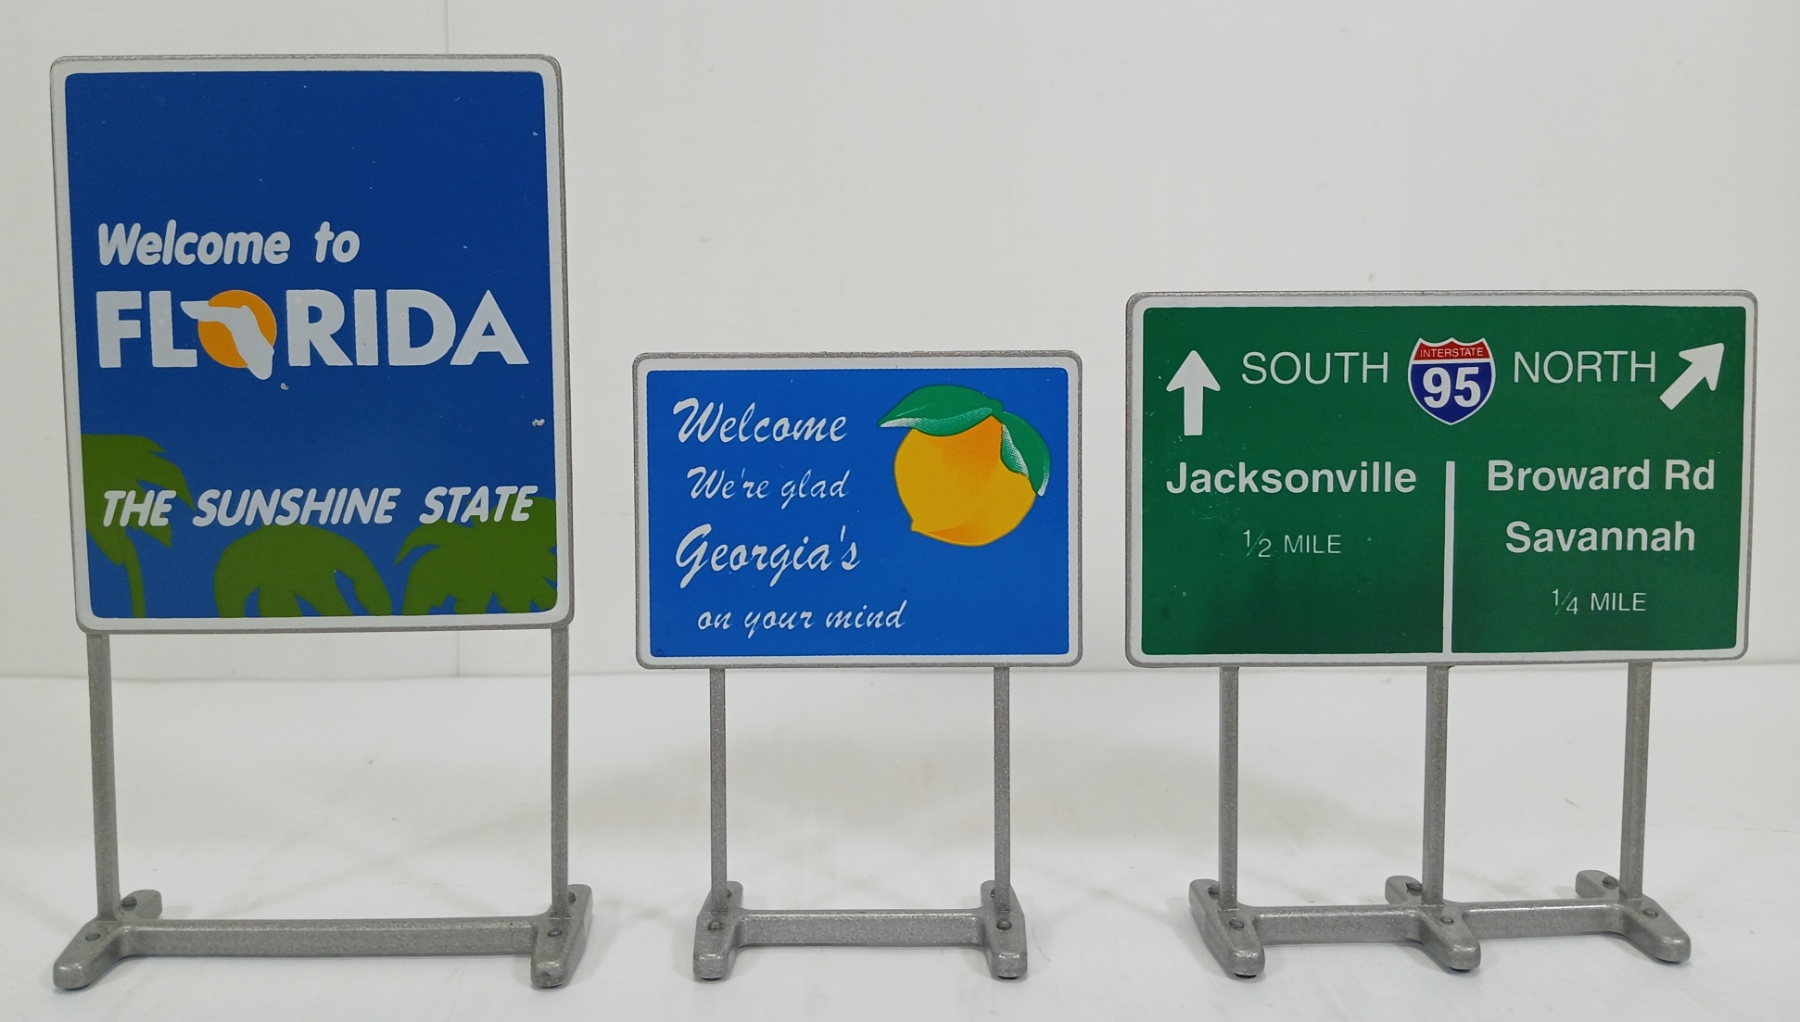 Welcome to
FLORIDA
THE SUNSHINE STATE
Welcome
We're glad
Georgia's
on your mind
SOUTH INTERSTATE 95 NORTH
Jacksonville
1/2 MILE
Broward Rd
Savannah
1/4 MILE